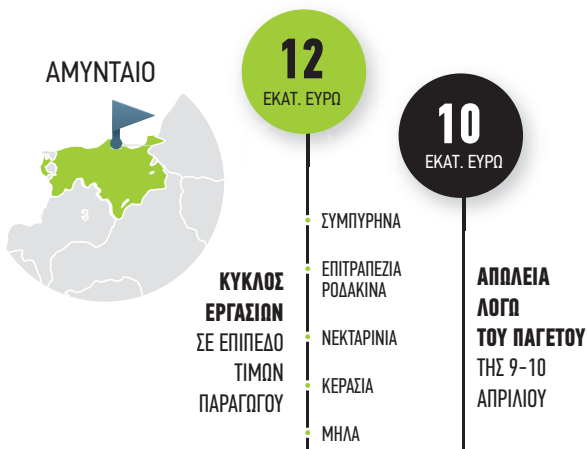 ΑΜΥΝΤΑΙΟ
12
ΕΚΑΤ. ΕΥΡΩ
10
ΕΚΑΤ. ΕΥΡΩ
ΚΥΚΛΟΣ
ΕΡΓΑΣΙΩΝ
ΣΕ ΕΠΙΠΕΔΟ
ΤΙΜΩΝ
ΠΑΡΑΓΩΓΟΥ
ΣΥΜΠΥΡΗΝΑ
ΕΠΙΤΡΑΠΕΖΙΑ
ΡΟΔΑΚΙΝΑ
ΝΕΚΤΑΡΙΝΙΑ
ΚΕΡΑΣΙΑ
ΜΗΛΑ
ΑΠΩΛΕΙΑ
ΛΟΓΩ
ΤΟΥ ΠΑΓΕΤΟΥ
ΤΗΣ 9-10
ΑΠΡΙΛΙΟΥ